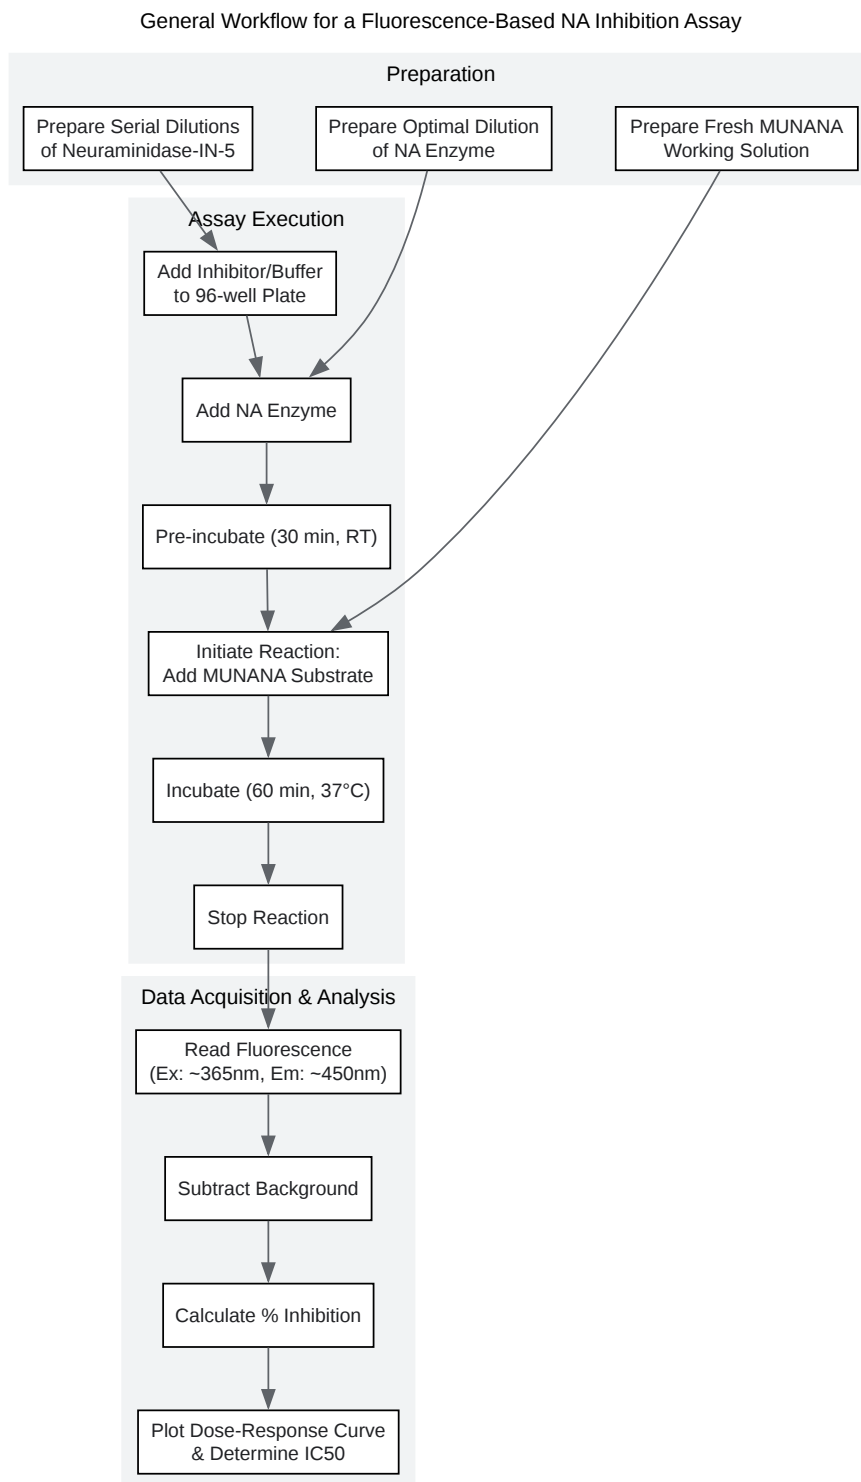 General Workflow for a Fluorescence-Based NA Inhibition Assay
Preparation
Prepare Serial Dilutions
of Neuraminidase-IN-5
Prepare Optimal Dilution
of NA Enzyme
Prepare Fresh MUNANA
Working Solution
Assay Execution
Add Inhibitor/Buffer
to 96-well Plate
Add NA Enzyme
Pre-incubate (30 min, RT)
Initiate Reaction:
Add MUNANA Substrate
Incubate (60 min, 37°C)
Stop Reaction
Data Acquisition & Analysis
Read Fluorescence
(Ex: ~365nm, Em: ~450nm)
Subtract Background
Calculate % Inhibition
Plot Dose-Response Curve
& Determine IC50